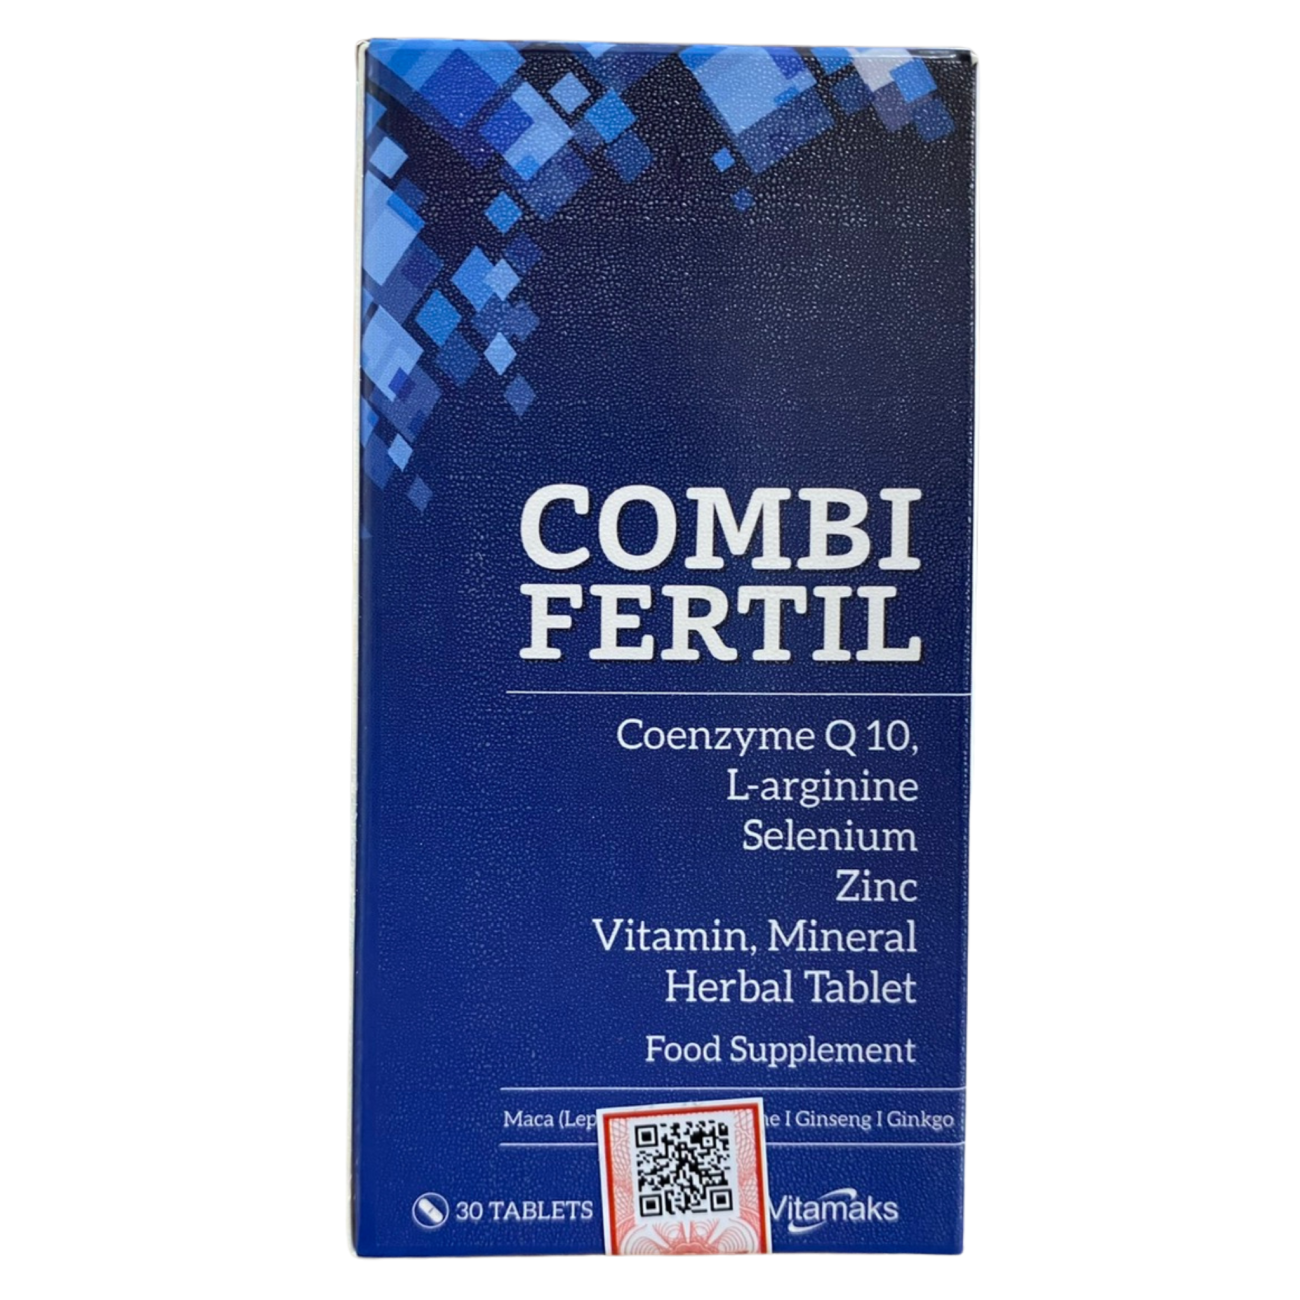 COMBI
FERTIL
Coenzyme Q 10,
L-arginine
Selenium
Zinc
Vitamin, Mineral
Herbal Tablet
Food Supplement
Maca (Lep
I Ginseng I Ginkgo
30 TABLETS
Vitamaks